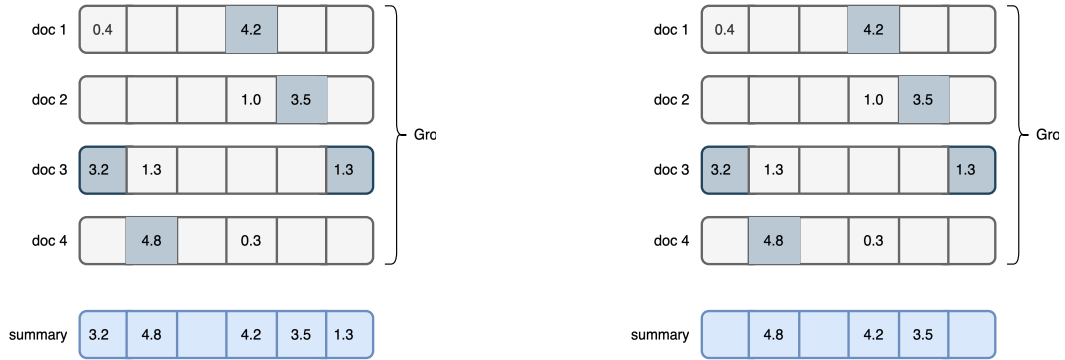 doc 1 0.4 4.2
doc 2 1.0 3.5
Gro
doc 3 3.2 1.3 1.3
doc 4 4.8 0.3
summary 3.2 4.8 4.2 3.5 1.3
doc 1 0.4 4.2
doc 2 1.0 3.5
Gro
doc 3 3.2 1.3 1.3
doc 4 4.8 0.3
summary 4.8 4.2 3.5